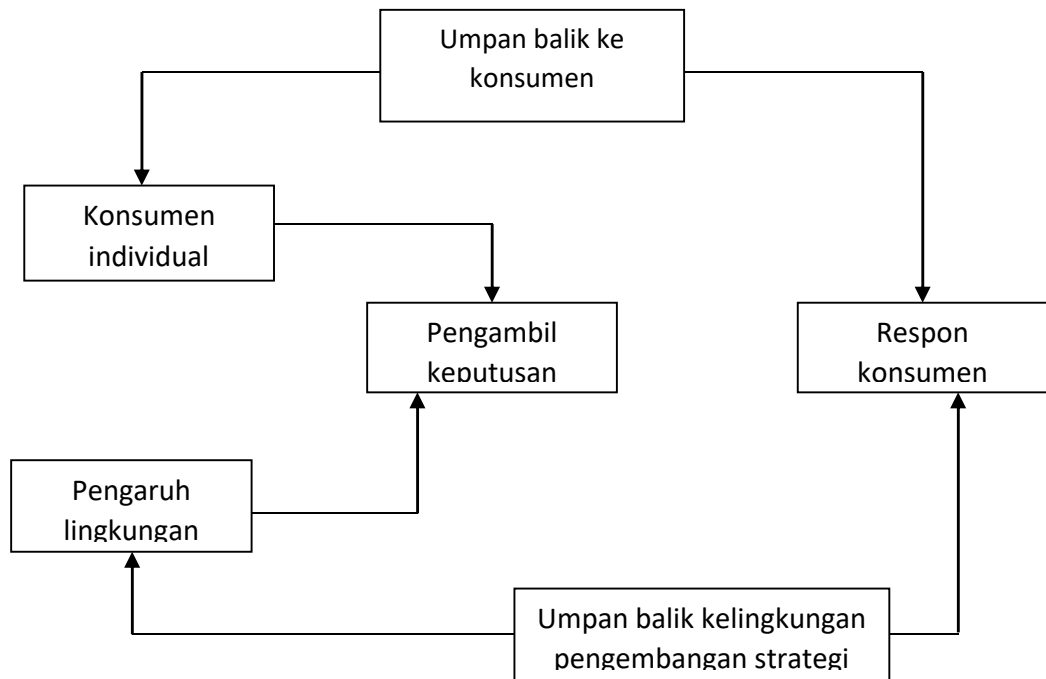 Umpan balik ke
konsumen
Konsumen
individual
Pengambil
keputusan
Respon
konsumen
Pengaruh
lingkungan
Umpan balik kelingkungan
pengembangan strategi